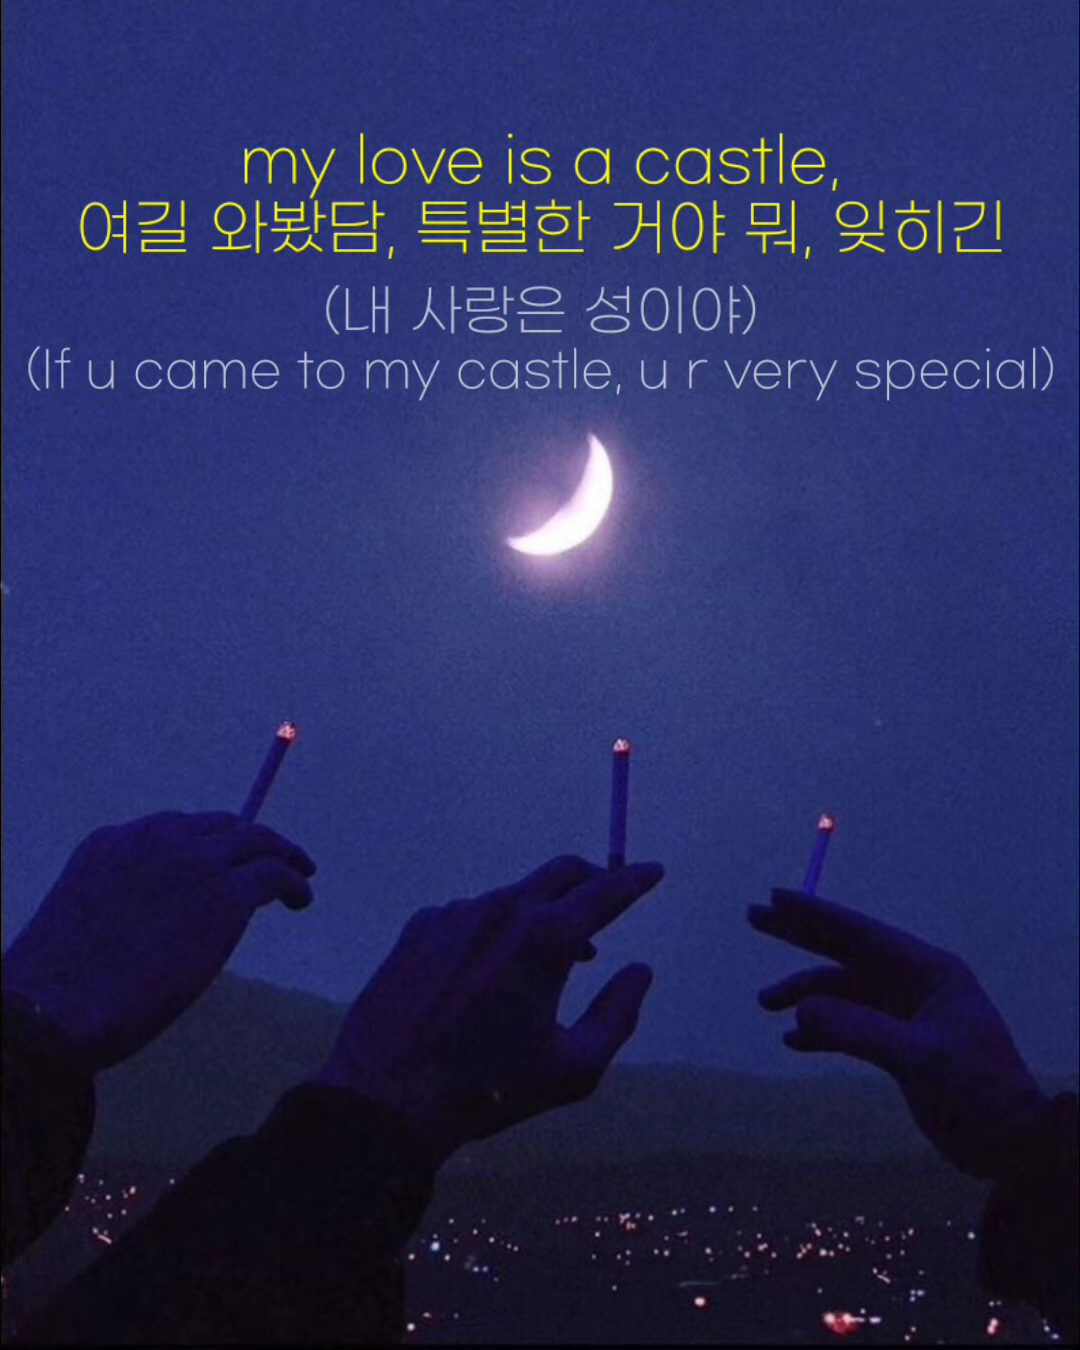 my love is a castle,
여길 와봤담, 특별한 거야 뭐, 잊히긴
(내 사랑은 성이야)
(If u came to my castle, u r very special)